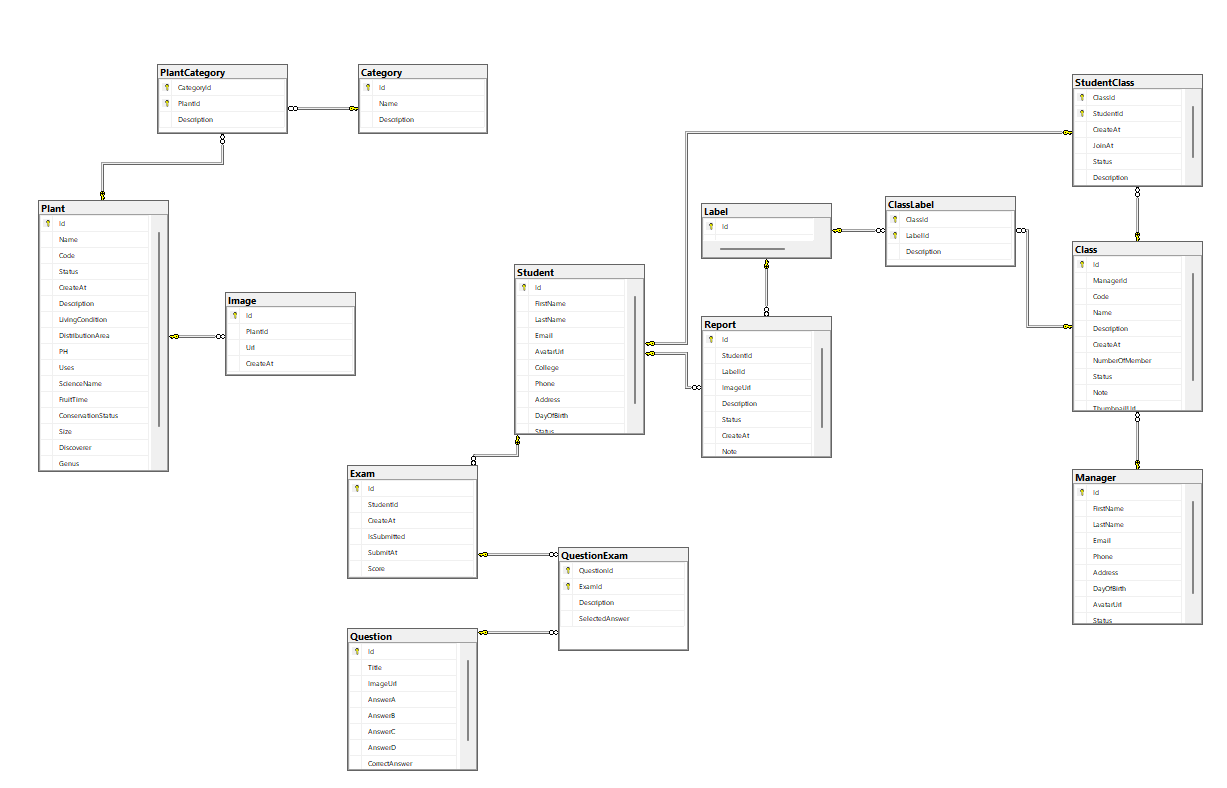 PlantCategory
CategoryId
PlantId
Description
Category
Id
Name
Description
StudentClass
ClassId
StudentId
CreateAt
JoinAt
Status
Description
Plant
Id
Name
Code
Status
CreateAt
Description
LivingCondition
DistributionArea
PH
Uses
ScienceName
FruitTime
ConservationStatus
Size
Discoverer
Genus
Image
Id
PlantId
Url
CreateAt
Label
Id
ClassLabel
ClassId
LabelId
Description
Student
Id
FirstName
LastName
Email
AvatarUrl
College
Phone
Address
DayOfBirth
Status
Report
Id
StudentId
LabelId
ImageUrl
Description
Status
CreateAt
Note
Class
Id
ManagerId
Code
Name
Description
CreateAt
NumberOfMember
Status
Note
ThumbnailUrl
Exam
Id
StudentId
CreateAt
IsSubmitted
SubmitAt
Score
QuestionExam
QuestionId
ExamId
Description
SelectedAnswer
Manager
Id
FirstName
LastName
Email
Phone
Address
DayOfBirth
AvatarUrl
Status
Question
Id
Title
ImageUrl
AnswerA
AnswerB
AnswerC
AnswerD
CorrectAnswer